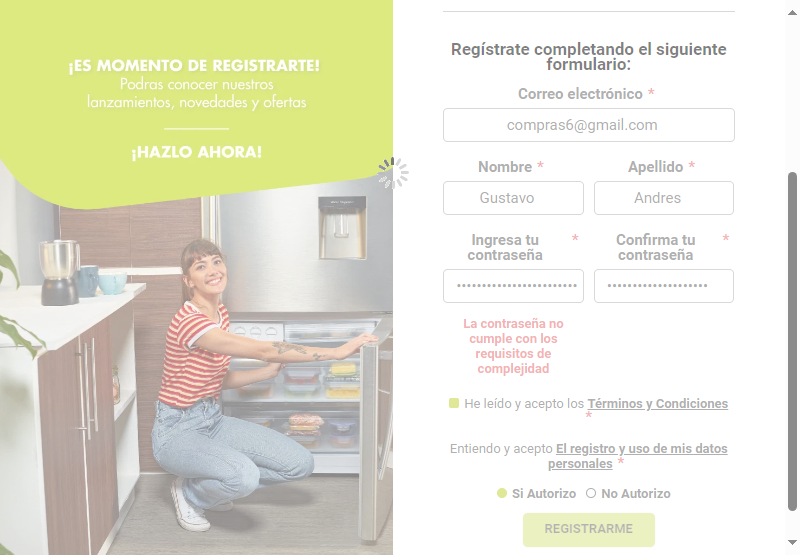 ¡ES MOMENTO DE REGISTRARTE!
Podras conocer nuestros
lanzamientos, novedades y ofertas
¡HAZLO AHORA!
Regístrate completando el siguiente
formulario:
Correo electrónico *
compras6@gmail.com
Nombre * Apellido *
Gustavo Andres
Ingresa tu * Confirma tu *
contraseña contraseña
La contraseña no
cumple con los
requisitos de
complejidad
He leído y acepto los Términos y Condiciones
*
Entiendo y acepto El registro y uso de mis datos
personales *
Si Autorizo No Autorizo
REGISTRARME